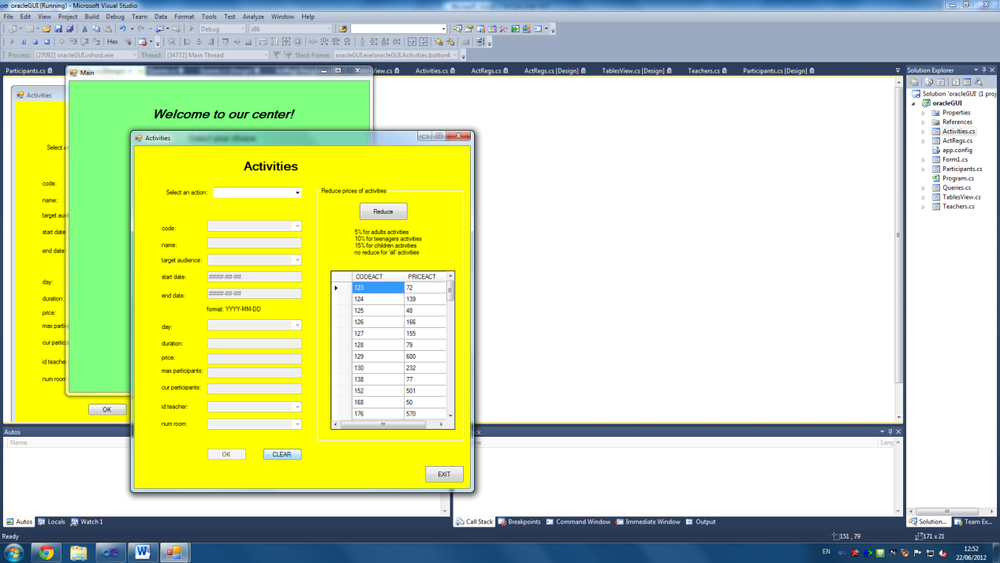 oracleGUI (Running) - Microsoft Visual Studio
File Edit View Project Build Debug Team Data Format Tools Test Analyze Window Help
Debug x86
Hex
Process: [27092] oracleGUI.vshost.exe Thread: [34772] Main Thread Stack Frame: oracleGUI.exe!oracleGUI.Activities.button4
Participants.cs View.cs Activities.cs ActRegs.cs ActRegs.cs [Design] TablesView.cs [Design] Teachers.cs Participants.cs [Design]
Main
Welcome to our center!
Select your choice
Activities
Select a
code:
name:
target au
start date
end date:
day:
duration:
price:
max parti
cur partic
id teache
num room
OK
Activities
Activities
Select an action:
code:
name:
target audience:
start date: ####-##-##
end date: ####-##-##
format: YYYY-MM-DD
day:
duration:
price:
max participants:
cur participants:
id teacher:
num room:
OK CLEAR
Reduce prices of activities
Reduce
5% for adults activities
10% for teenagers activities
15% for children activities
no reduce for 'all' activities
CODEACT PRICEACT
123 72
124 139
125 48
126 166
127 155
128 79
129 600
130 232
138 77
152 501
168 50
176 570
EXIT
Solution Explorer
Solution 'oracleGUI' (1 proj
oracleGUI
Properties
References
Activities.cs
ActRegs.cs
app.config
Form1.cs
Participants.cs
Program.cs
Queries.cs
TablesView.cs
Teachers.cs
Solution... Team Ex...
Autos
Name
Autos Locals Watch 1
ck
me Lang
Call Stack Breakpoints Command Window Immediate Window Output
Ready 151 , 79 171 x 21
EN 12:52
22/06/2012